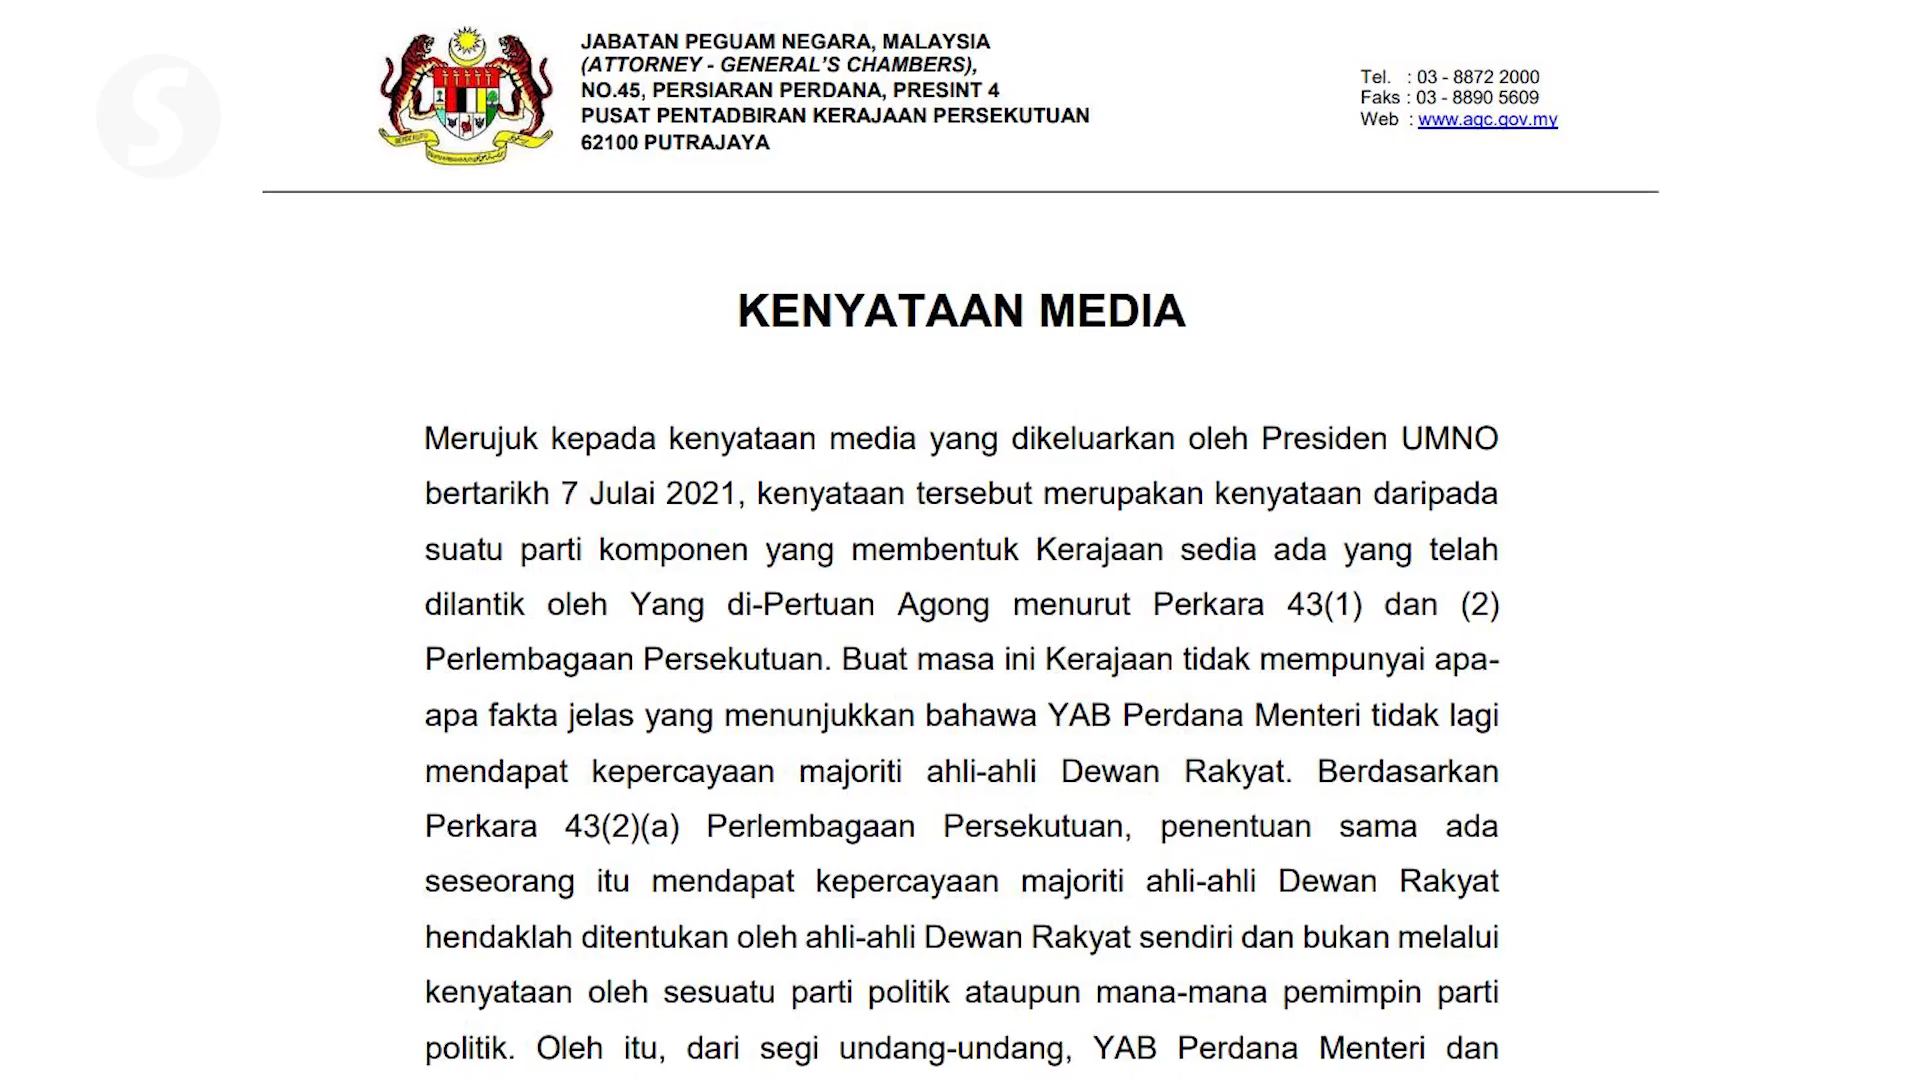 JABATAN PEGUAM NEGARA, MALAYSIA
(ATTORNEY - GENERAL'S CHAMBERS),
NO.45, PERSIARAN PERDANA, PRESINT 4
PUSAT PENTADBIRAN KERAJAAN PERSEKUTUAN
62100 PUTRAJAYA
Tel. : 03 - 8872 2000
Faks : 03 - 8890 5609
Web : www.agc.gov.my
S
KENYATAAN MEDIA
Merujuk kepada kenyataan media yang dikeluarkan oleh Presiden UMNO
bertarikh 7 Julai 2021, kenyataan tersebut merupakan kenyataan daripada
suatu parti komponen yang membentuk Kerajaan sedia ada yang telah
dilantik oleh Yang di-Pertuan Agong menurut Perkara 43(1) dan (2)
Perlembagaan Persekutuan. Buat masa ini Kerajaan tidak mempunyai apa-
apa fakta jelas yang menunjukkan bahawa YAB Perdana Menteri tidak lagi
mendapat kepercayaan majoriti ahli-ahli Dewan Rakyat. Berdasarkan
Perkara 43(2)(a) Perlembagaan Persekutuan, penentuan sama ada
seseorang itu mendapat kepercayaan majoriti ahli-ahli Dewan Rakyat
hendaklah ditentukan oleh ahli-ahli Dewan Rakyat sendiri dan bukan melalui
kenyataan oleh sesuatu parti politik ataupun mana-mana pemimpin parti
politik. Oleh itu, dari segi undang-undang, YAB Perdana Menteri dan